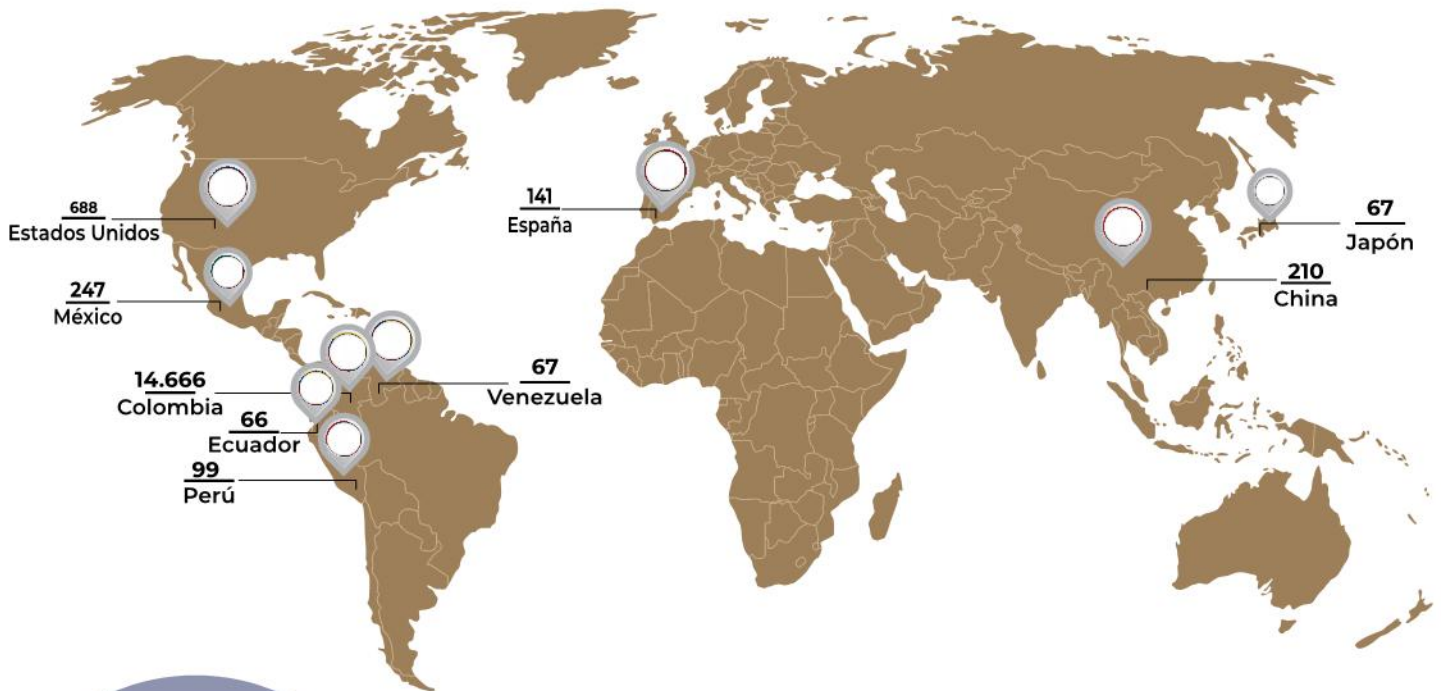 688
Estados Unidos
247
México
14.666
Colombia
66
Ecuador
99
Perú
67
Venezuela
141
España
67
Japón
210
China